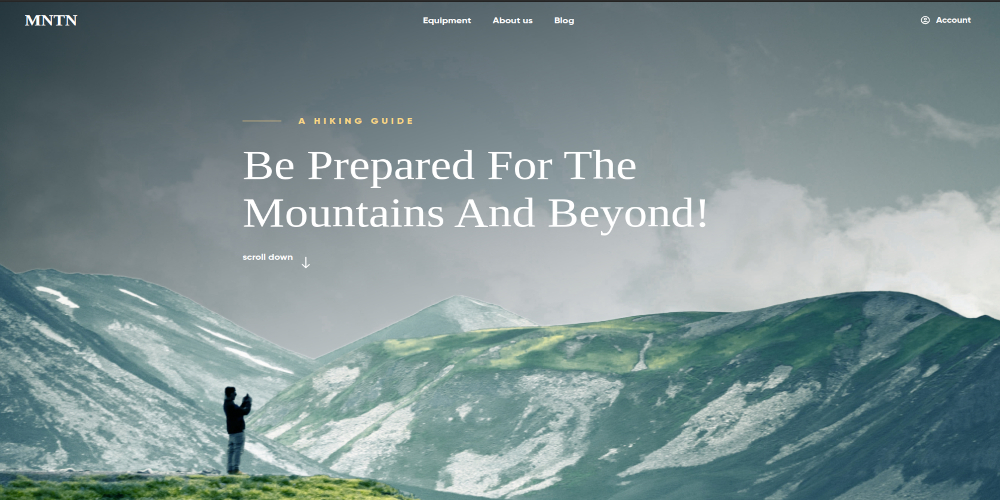 MNTN
Equipment
About us
Blog
Account
A HIKING GUIDE
Be Prepared For The
Mountains And Beyond!
scroll down